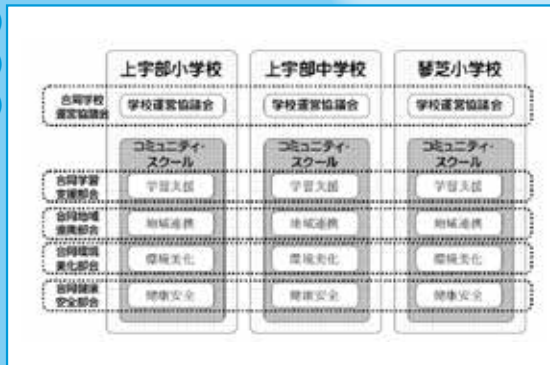 上宇部小学校 上宇部中学校 琴芝小学校
合同学校
運営協議会
学校運営協議会 学校運営協議会 学校運営協議会
コミュニティ・ コミュニティ・ コミュニティ・
スクール スクール スクール
合同学習
支援部会
学習支援 学習支援 学習支援
合同地域
連携部会
地域連携 地域連携 地域連携
合同環境
美化部会
環境美化 環境美化 環境美化
合同健康
安全部会
健康安全 健康安全 健康安全